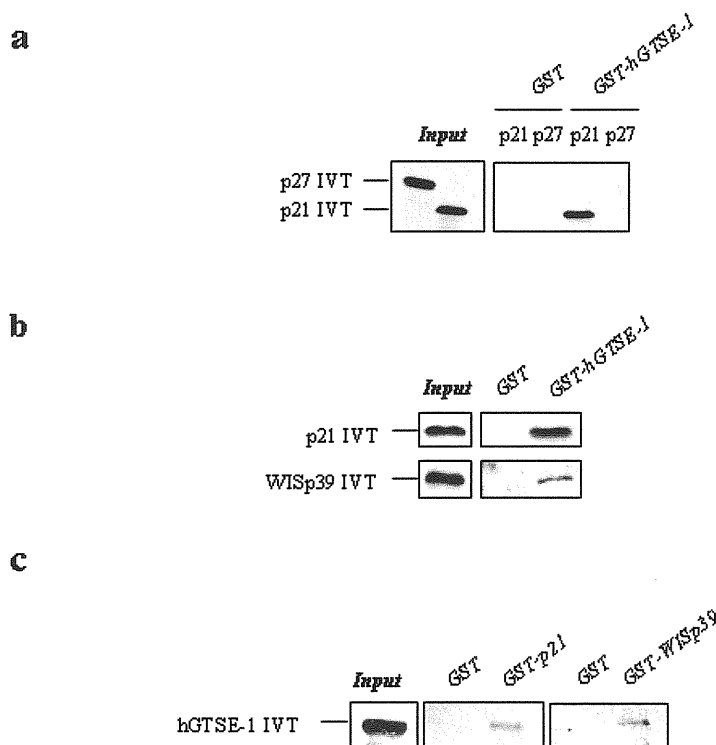 a
GST GST-hGTSE-1
Input p21 p27 p21 p27
p27 IVT
p21 IVT
b
Input GST GST-hGTSE-1
p21 IVT
WISp39 IVT
c
Input GST GST-p21 GST GST-WISp39
hGTSE-1 IVT